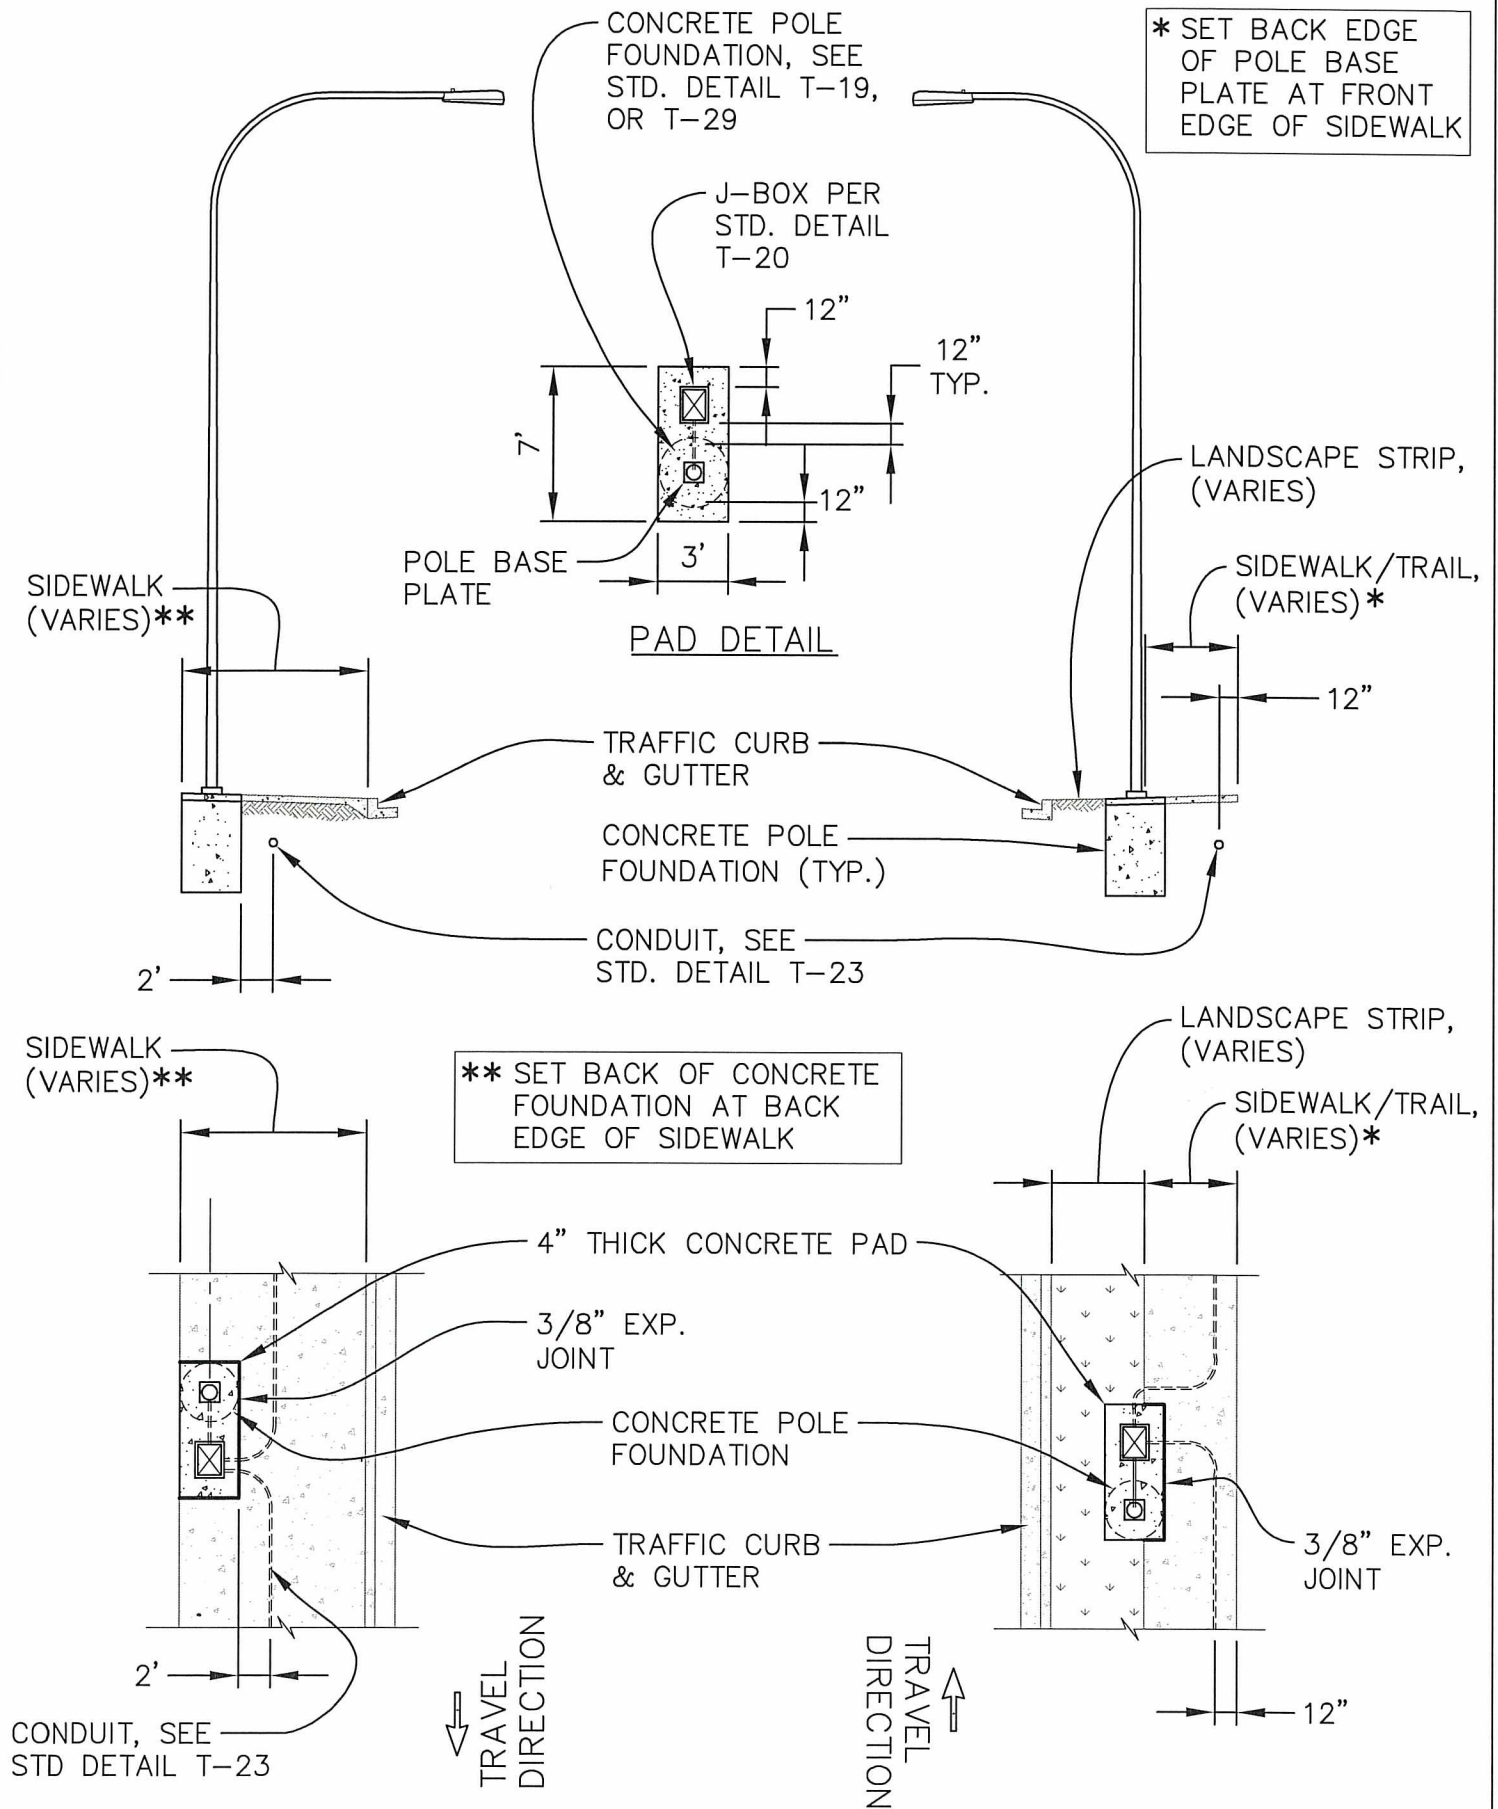 CONCRETE POLE
FOUNDATION, SEE
STD. DETAIL T-19,
OR T-29
* SET BACK EDGE
OF POLE BASE
PLATE AT FRONT
EDGE OF SIDEWALK
J-BOX PER
STD. DETAIL
T-20
12"
12"
TYP.
7'
12"
3'
POLE BASE
PLATE
PAD DETAIL
LANDSCAPE STRIP,
(VARIES)
SIDEWALK
(VARIES)**
SIDEWALK/TRAIL,
(VARIES)*
12"
TRAFFIC CURB
& GUTTER
CONCRETE POLE
FOUNDATION (TYP.)
CONDUIT, SEE
STD. DETAIL T-23
2'
SIDEWALK
(VARIES)**
** SET BACK OF CONCRETE
FOUNDATION AT BACK
EDGE OF SIDEWALK
LANDSCAPE STRIP,
(VARIES)
SIDEWALK/TRAIL,
(VARIES)*
4" THICK CONCRETE PAD
3/8" EXP.
JOINT
CONCRETE POLE
FOUNDATION
TRAFFIC CURB
& GUTTER
3/8" EXP.
JOINT
2'
CONDUIT, SEE
STD DETAIL T-23
TRAVEL
DIRECTION
TRAVEL
DIRECTION
12"